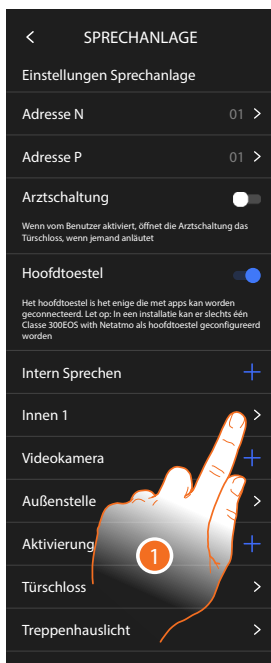 < SPRECHANLAGE
Einstellungen Sprechanlage
Adresse N 01 >
Adresse P 01 >
Arztschaltung
Wenn vom Benutzer aktiviert, öffnet die Arztschaltung das
Türschloss, wenn jemand anläutet
Hoofdtoestel
Het hoofdtoestel is het enige die met apps kan worden
geconnecteerd. Let op: In een installatie kan er slechts één
Classe 300EOS with Netatmo als hoofdtoestel geconfigureerd
worden
Intern Sprechen +
Innen 1 >
Videokamera +
Außenstelle >
Aktivierung +
1
Türschloss >
Treppenhauslicht >